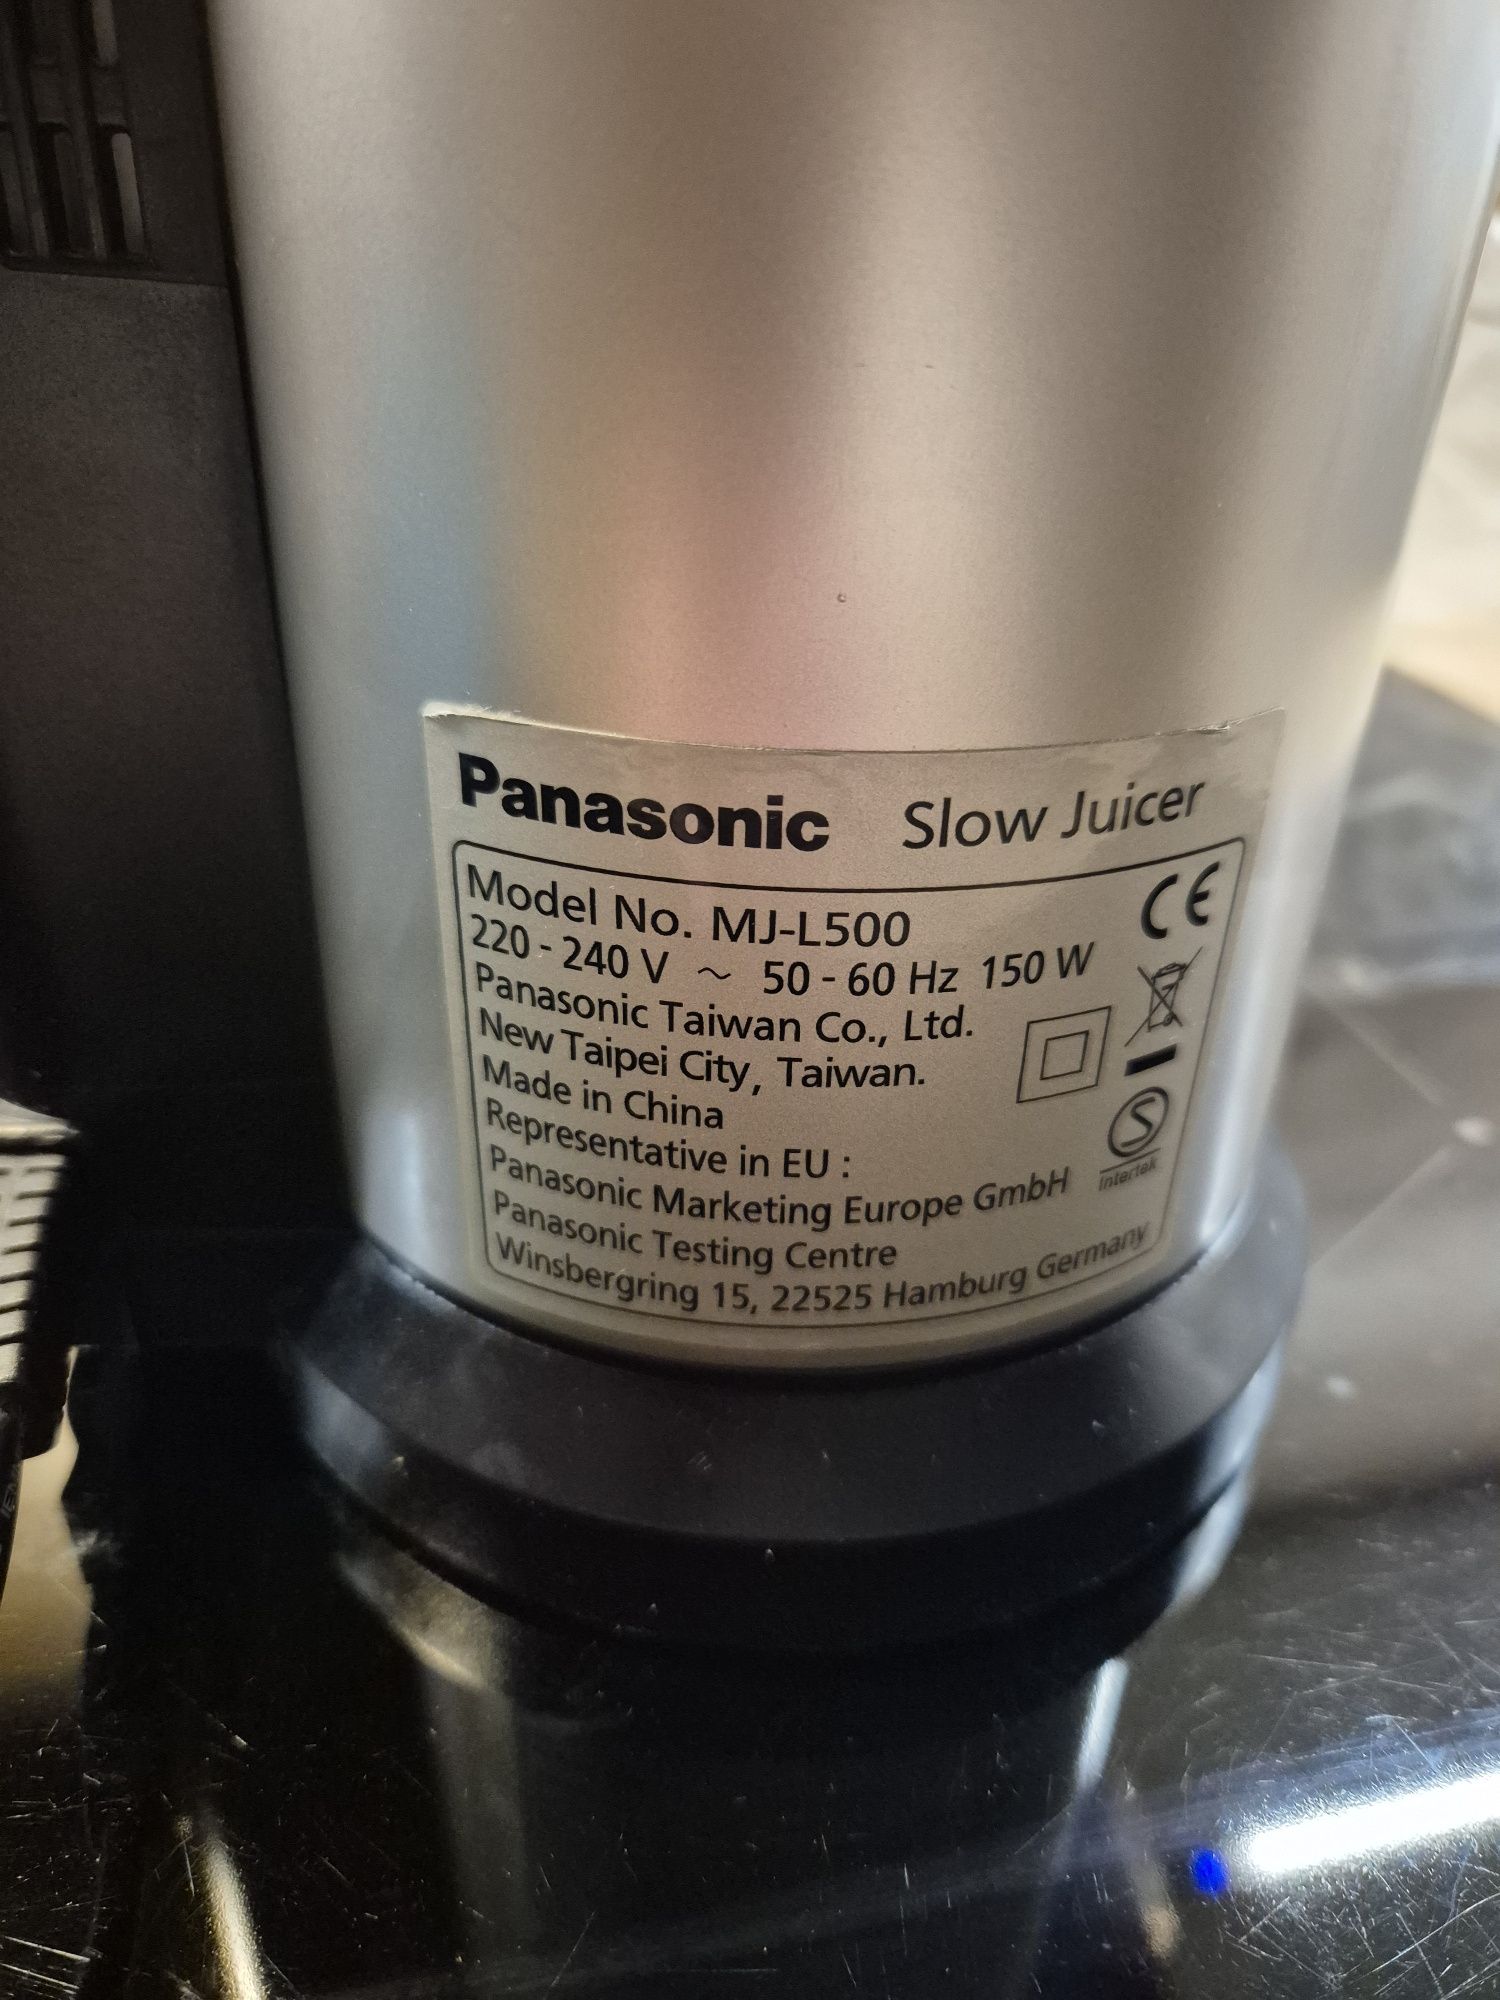 Panasonic Slow Juicer
Model No. MJ-L500
220 - 240 V ~ 50 - 60 Hz 150 W
Panasonic Taiwan Co., Ltd.
New Taipei City, Taiwan.
Made in China
Representative in EU :
Panasonic Marketing Europe GmbH
Panasonic Testing Centre
Winsbergring 15, 22525 Hamburg Germany
CE
S
Intertek